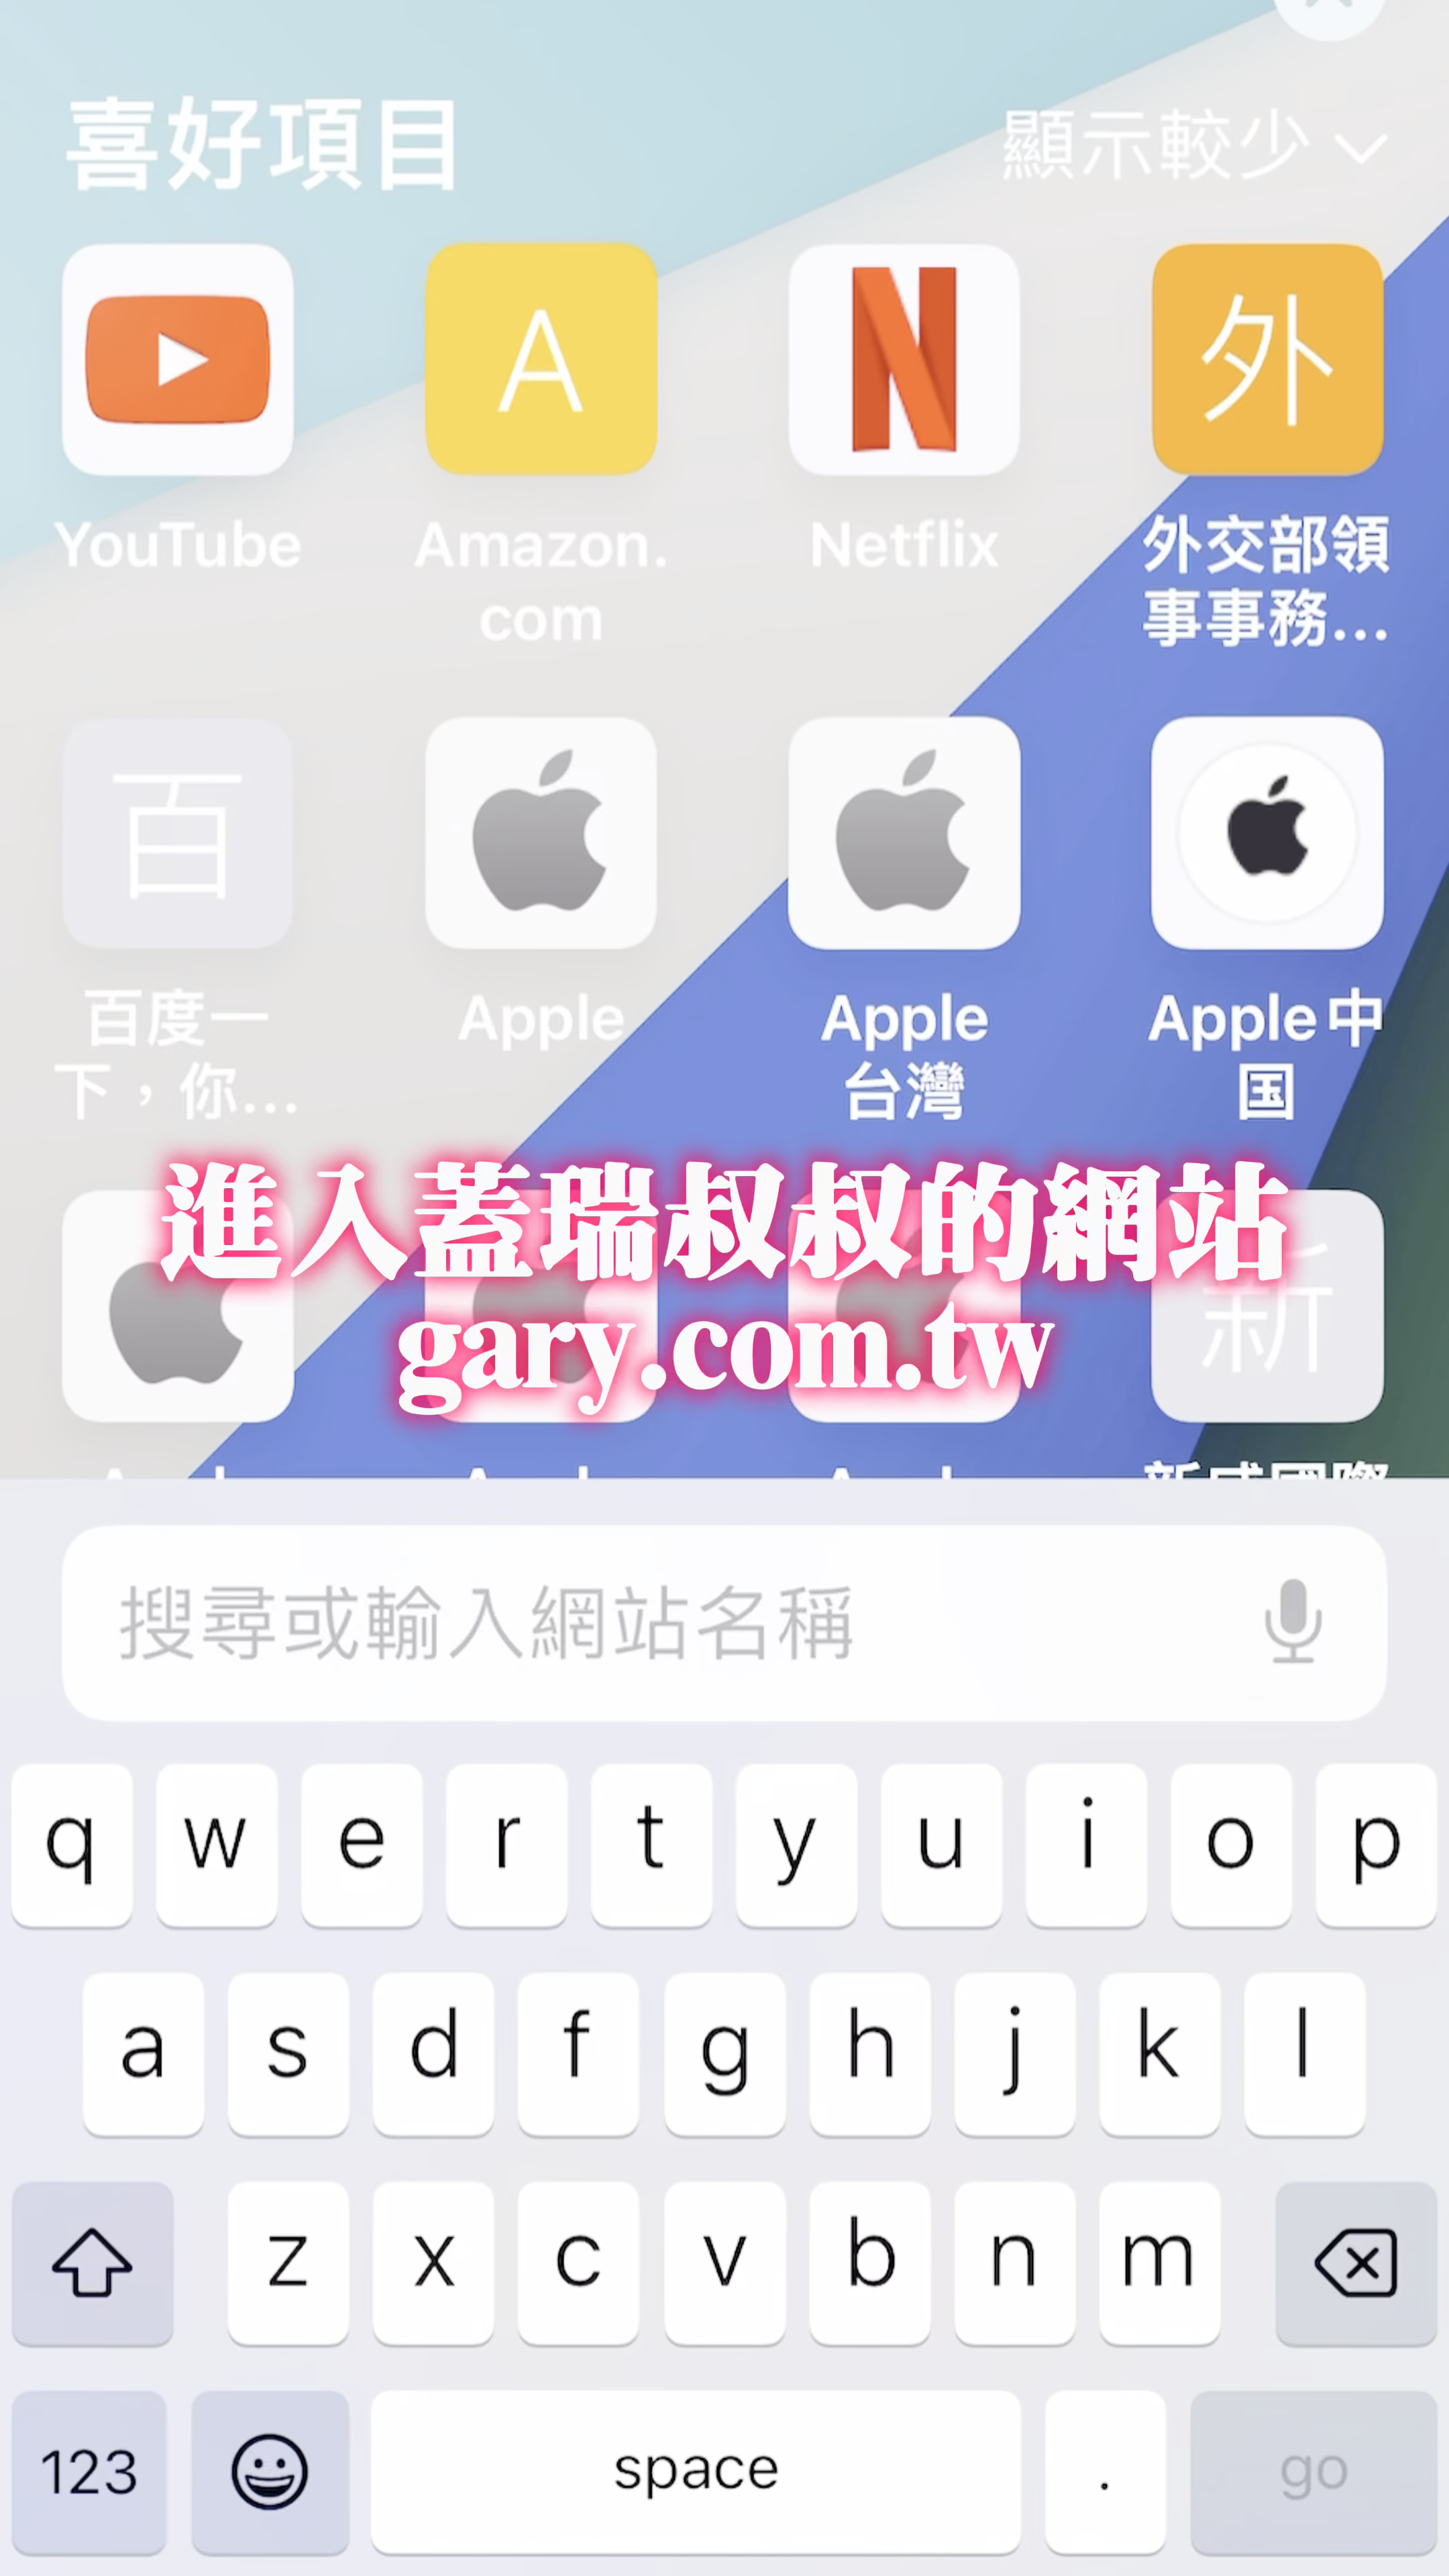 喜好項目
顯示較少
A
外
YouTube
Amazon.
com
Netflix
外交部領
事事務...
百
百度一
下，你...
Apple
Apple
台灣
Apple中
国
進入蓋瑞叔叔的網站
新
gary.com.tw
搜尋或輸入網站名稱
q w e r t y u i o p
a s d f g h j k l
z x c v b n m
123
space
.
go